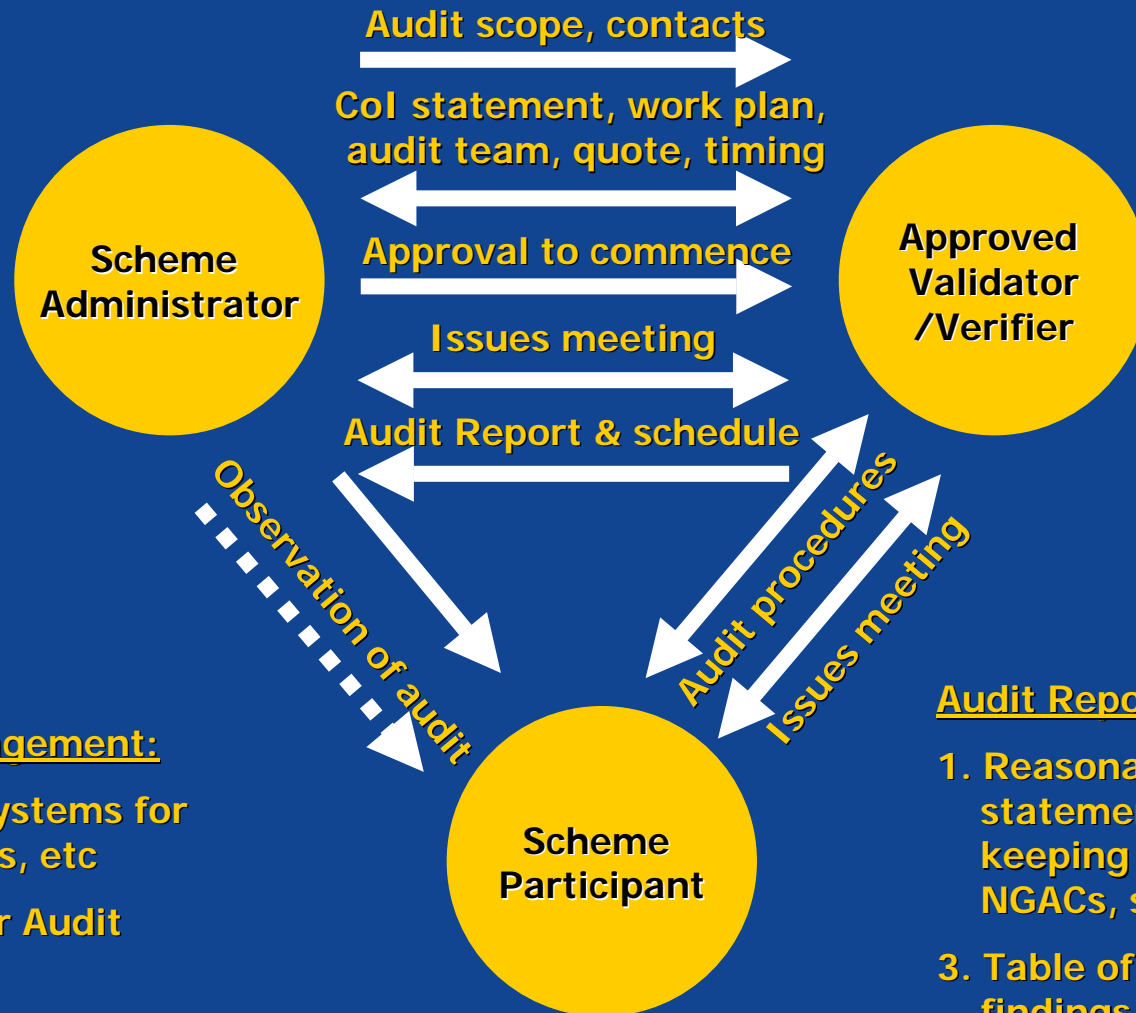 Audit scope, contacts
CoI statement, work plan,
audit team, quote, timing
Scheme
Administrator
Approved
Validator
/Verifier
Approval to commence
Issues meeting
Audit Report & schedule
Observation of audit
Audit procedures
Issues meeting
Scheme
Participant
gement:
ystems for
s, etc
r Audit
Audit Repo
1. Reasona
stateme
keeping
NGACs, s
3. Table of
findings